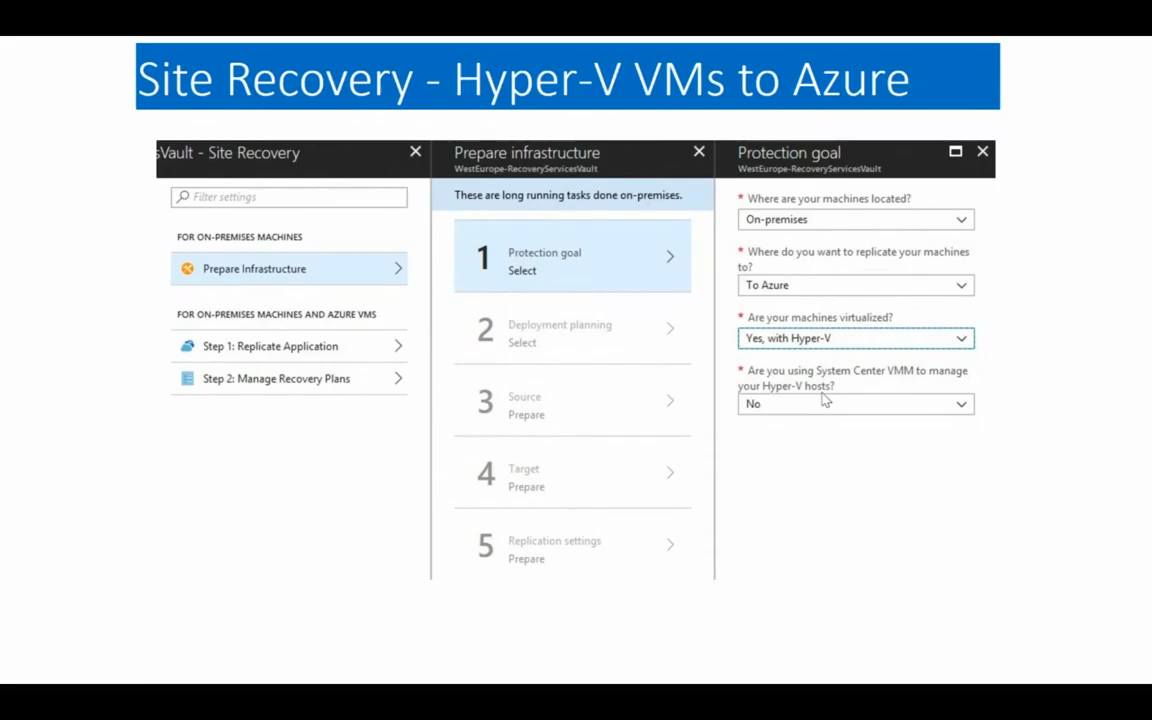 Site Recovery - Hyper-V VMs to Azure
sVault - Site Recovery
Filter settings
FOR ON-PREMISES MACHINES
Prepare Infrastructure
FOR ON-PREMISES MACHINES AND AZURE VMS
Step 1: Replicate Application
Step 2: Manage Recovery Plans
Prepare infrastructure
WestEurope-RecoveryServicesVault
These are long running tasks done on-premises.
1 Protection goal
Select
2 Deployment planning
Select
3 Source
Prepare
4 Target
Prepare
5 Replication settings
Prepare
Protection goal
WestEurope-RecoveryServicesVault
* Where are your machines located?
On-premises
* Where do you want to replicate your machines
to?
To Azure
* Are your machines virtualized?
Yes, with Hyper-V
* Are you using System Center VMM to manage
your Hyper-V hosts?
No